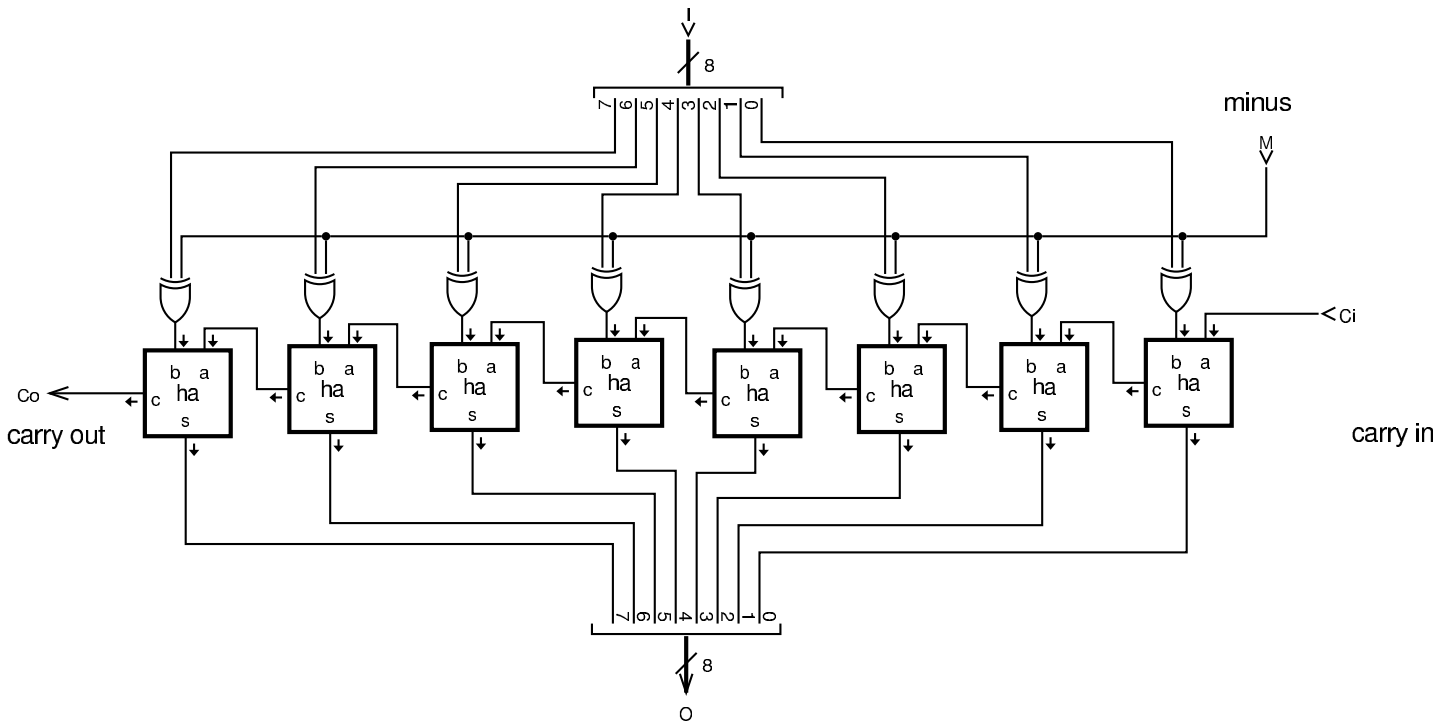 I
8
7 6 5 4 3 2 1 0
minus
M
Ci
b a b a b a b a b a b a b a b a
ha ha ha ha ha ha ha ha
Co c c c c c c c c
s s s s s s s s
carry out carry in
7 6 5 4 3 2 1 0
8
O